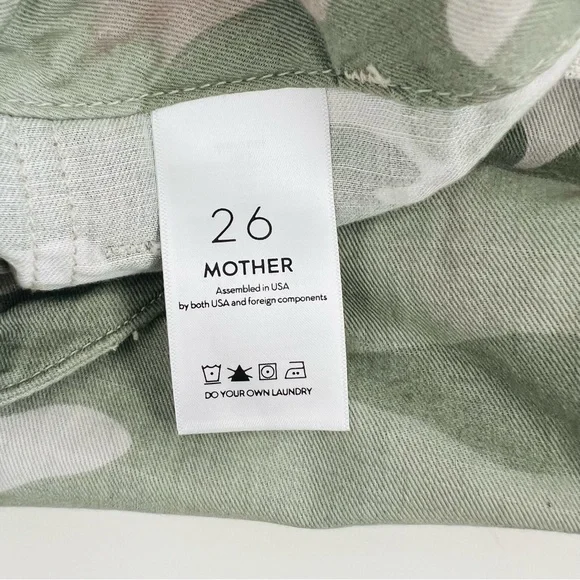 26
MOTHER
Assembled in USA
by both USA and foreign components
DO YOUR OWN LAUNDRY